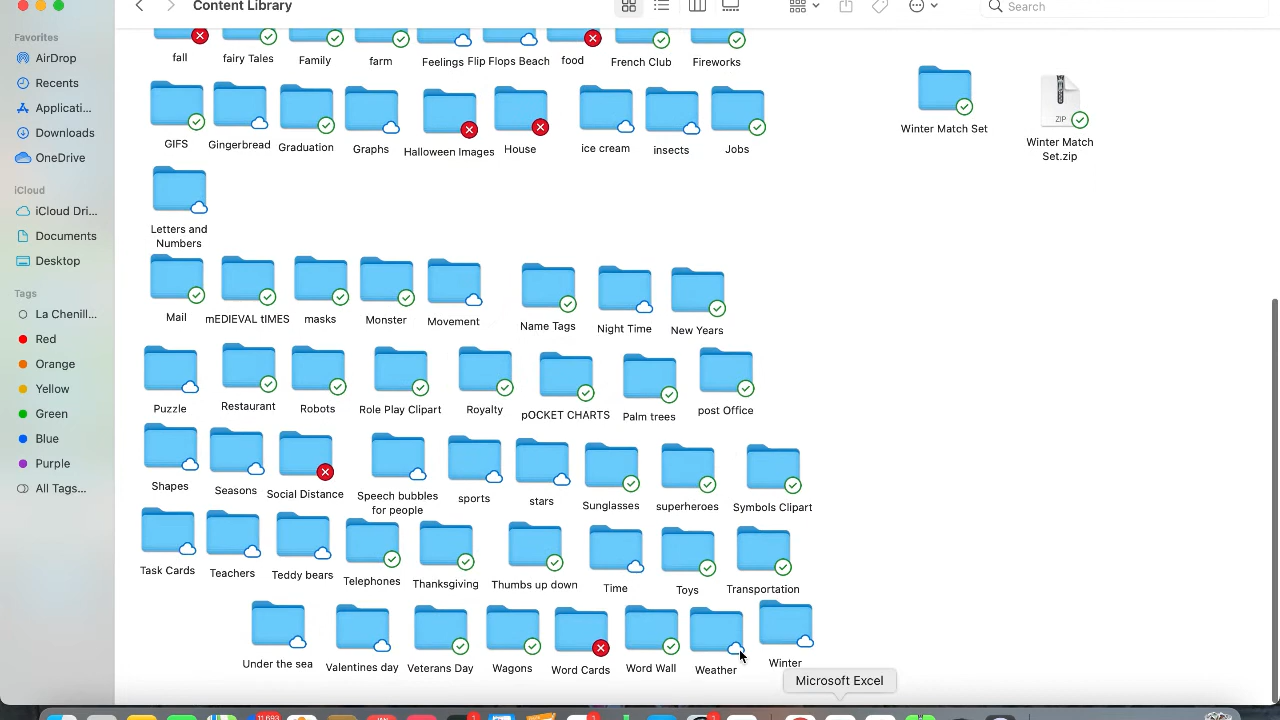 Content Library
Search
Favorites
AirDrop
Recents
Applicati...
Downloads
OneDrive
iCloud
iCloud Dri...
Documents
Desktop
Tags
La Chenill...
Red
Orange
Yellow
Green
Blue
Purple
All Tags...
fall
fairy Tales
Family
farm
Feelings
Flip Flops Beach
food
French Club
Fireworks
GIFS
Gingerbread
Graduation
Graphs
Halloween Images
House
ice cream
insects
Jobs
Winter Match Set
ZIP
Winter Match
Set.zip
Letters and
Numbers
Mail
mEDIEVAL tIMES
masks
Monster
Movement
Name Tags
Night Time
New Years
Puzzle
Restaurant
Robots
Role Play Clipart
Royalty
pOCKET CHARTS
Palm trees
post Office
Shapes
Seasons
Social Distance
Speech bubbles
for people
sports
stars
Sunglasses
superheroes
Symbols Clipart
Task Cards
Teachers
Teddy bears
Telephones
Thanksgiving
Thumbs up down
Time
Toys
Transportation
Under the sea
Valentines day
Veterans Day
Wagons
Word Cards
Word Wall
Weather
Winter
Microsoft Excel
11,693
1
1
1